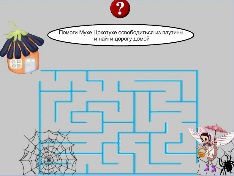 ?
Помоги Мухе Цокотухе освободиться из паутины
и найти дорогу домой